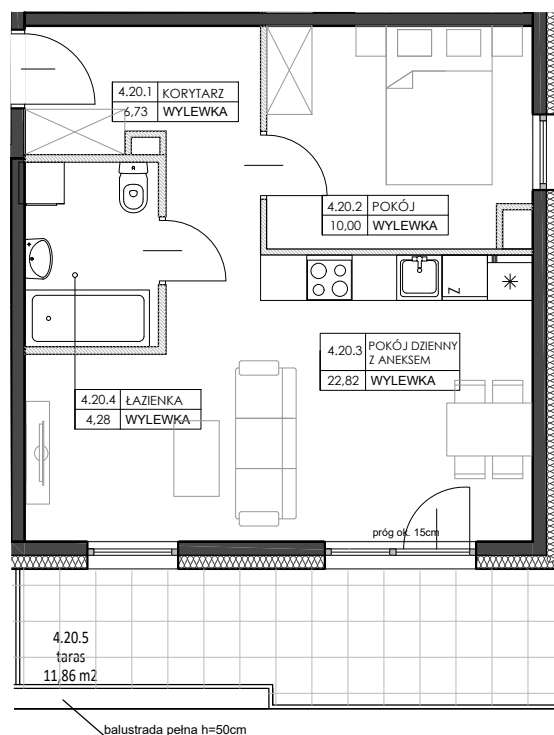 4.20.1 KORYTARZ
6,73 WYLEWKA
4.20.2 POKÓJ
10,00 WYLEWKA
Z
4.20.3 POKÓJ DZIENNY
Z ANEKSEM
22,82 WYLEWKA
4.20.4 ŁAZIENKA
4,28 WYLEWKA
próg ok. 15cm
4.20.5
taras
11,86 m2
balustrada pełna h=50cm